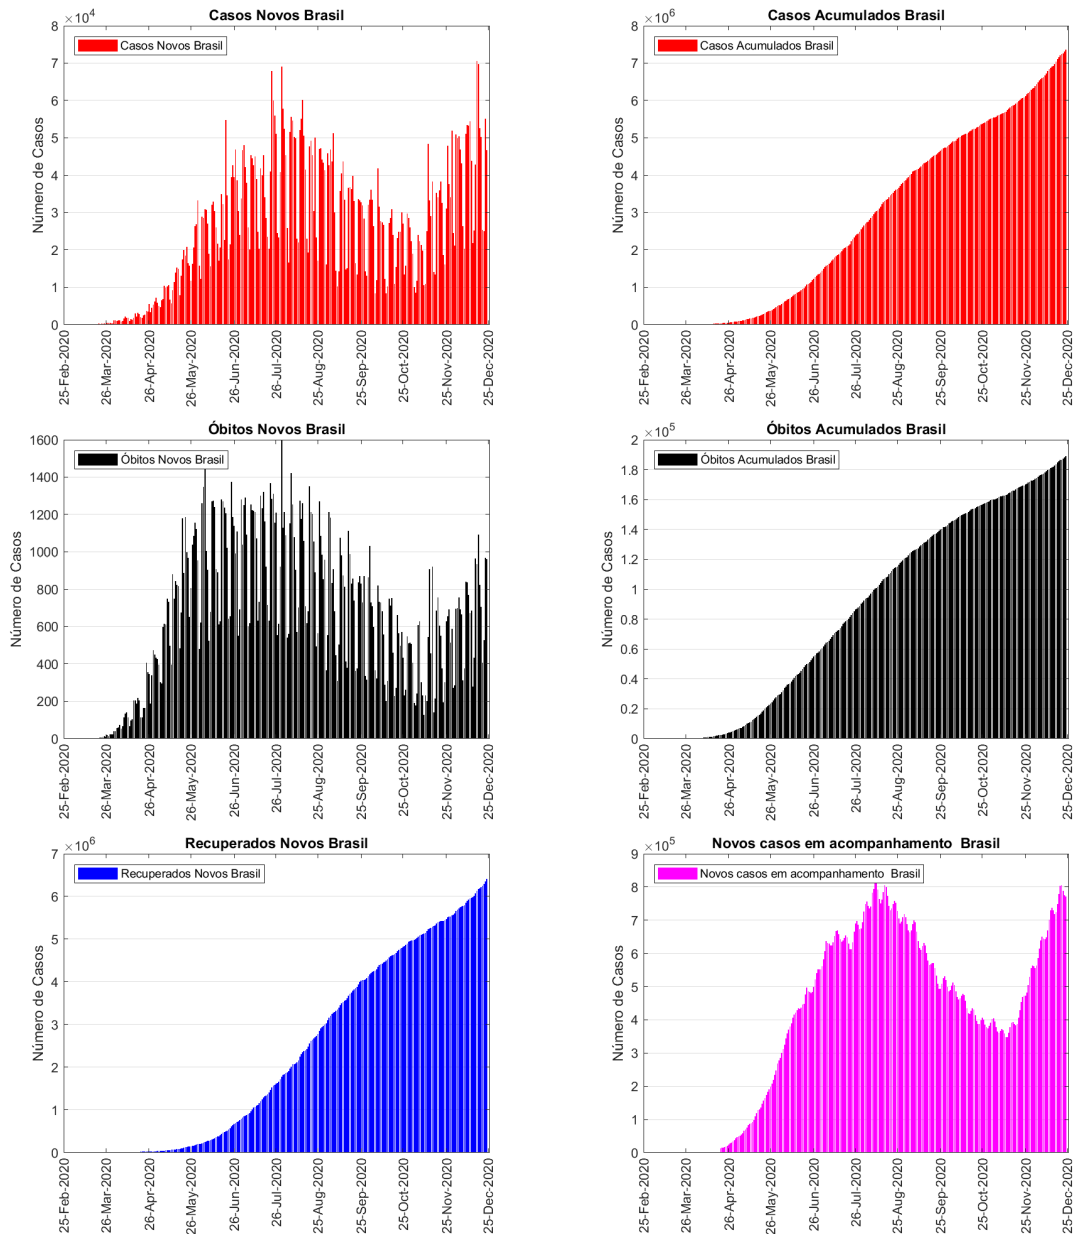 Casos Novos Brasil
×10^4
Casos Novos Brasil
Número de Casos
8
7
6
5
4
3
2
1
0
25-Feb-2020
26-Mar-2020
26-Apr-2020
26-May-2020
26-Jun-2020
26-Jul-2020
25-Aug-2020
25-Sep-2020
25-Oct-2020
25-Nov-2020
25-Dec-2020
Casos Acumulados Brasil
×10^6
Casos Acumulados Brasil
Número de Casos
8
7
6
5
4
3
2
1
0
25-Feb-2020
26-Mar-2020
26-Apr-2020
26-May-2020
26-Jun-2020
26-Jul-2020
25-Aug-2020
25-Sep-2020
25-Oct-2020
25-Nov-2020
25-Dec-2020
Óbitos Novos Brasil
Óbitos Novos Brasil
Número de Casos
1600
1400
1200
1000
800
600
400
200
0
25-Feb-2020
26-Mar-2020
26-Apr-2020
26-May-2020
26-Jun-2020
26-Jul-2020
25-Aug-2020
25-Sep-2020
25-Oct-2020
25-Nov-2020
25-Dec-2020
Óbitos Acumulados Brasil
×10^5
Óbitos Acumulados Brasil
Número de Casos
2
1.8
1.6
1.4
1.2
1
0.8
0.6
0.4
0.2
0
25-Feb-2020
26-Mar-2020
26-Apr-2020
26-May-2020
26-Jun-2020
26-Jul-2020
25-Aug-2020
25-Sep-2020
25-Oct-2020
25-Nov-2020
25-Dec-2020
Recuperados Novos Brasil
×10^6
Recuperados Novos Brasil
Número de Casos
7
6
5
4
3
2
1
0
25-Feb-2020
26-Mar-2020
26-Apr-2020
26-May-2020
26-Jun-2020
26-Jul-2020
25-Aug-2020
25-Sep-2020
25-Oct-2020
25-Nov-2020
25-Dec-2020
Novos casos em acompanhamento  Brasil
×10^5
Novos casos em acompanhamento  Brasil
Número de Casos
9
8
7
6
5
4
3
2
1
0
25-Feb-2020
26-Mar-2020
26-Apr-2020
26-May-2020
26-Jun-2020
26-Jul-2020
25-Aug-2020
25-Sep-2020
25-Oct-2020
25-Nov-2020
25-Dec-2020